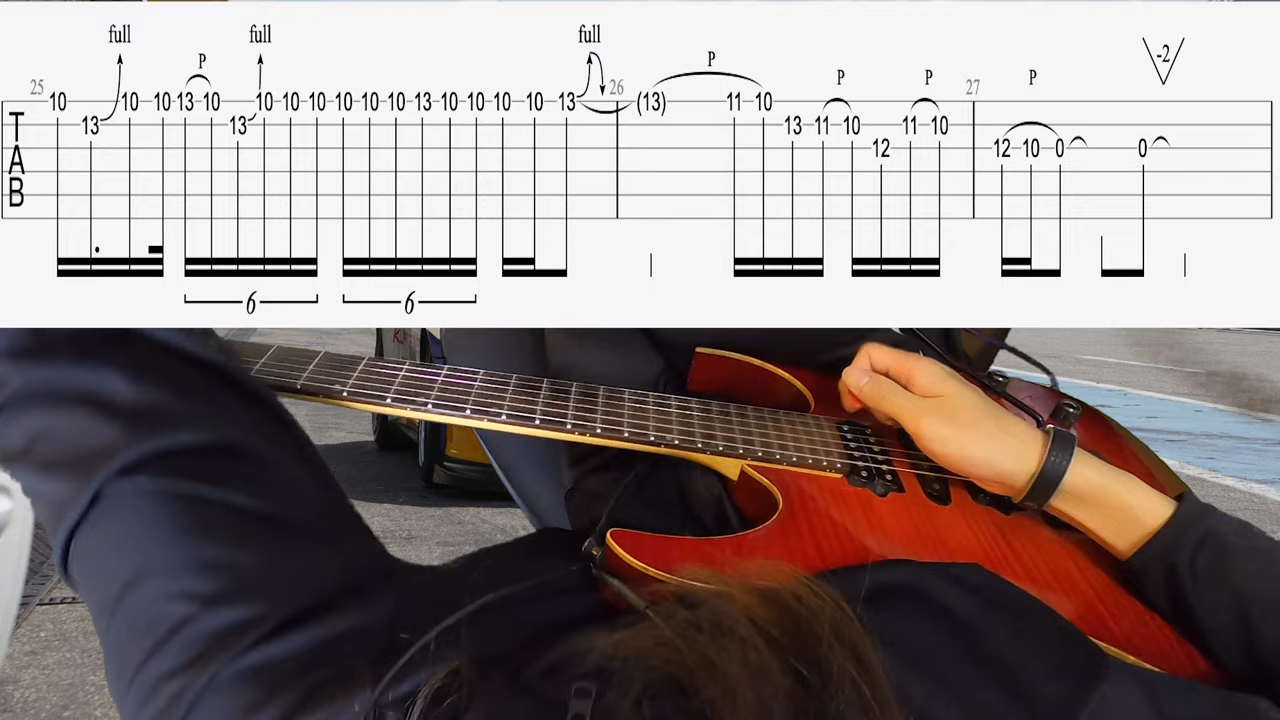 full full full
P P P P -2
25 26 27 P
10 10 10 13 10 10 10 10 10 10 10 13 10 10 10 10 13 (13) 11 10
13 13 13 11 10 11 10
T 12 12 10 0 0
A
B
6 6